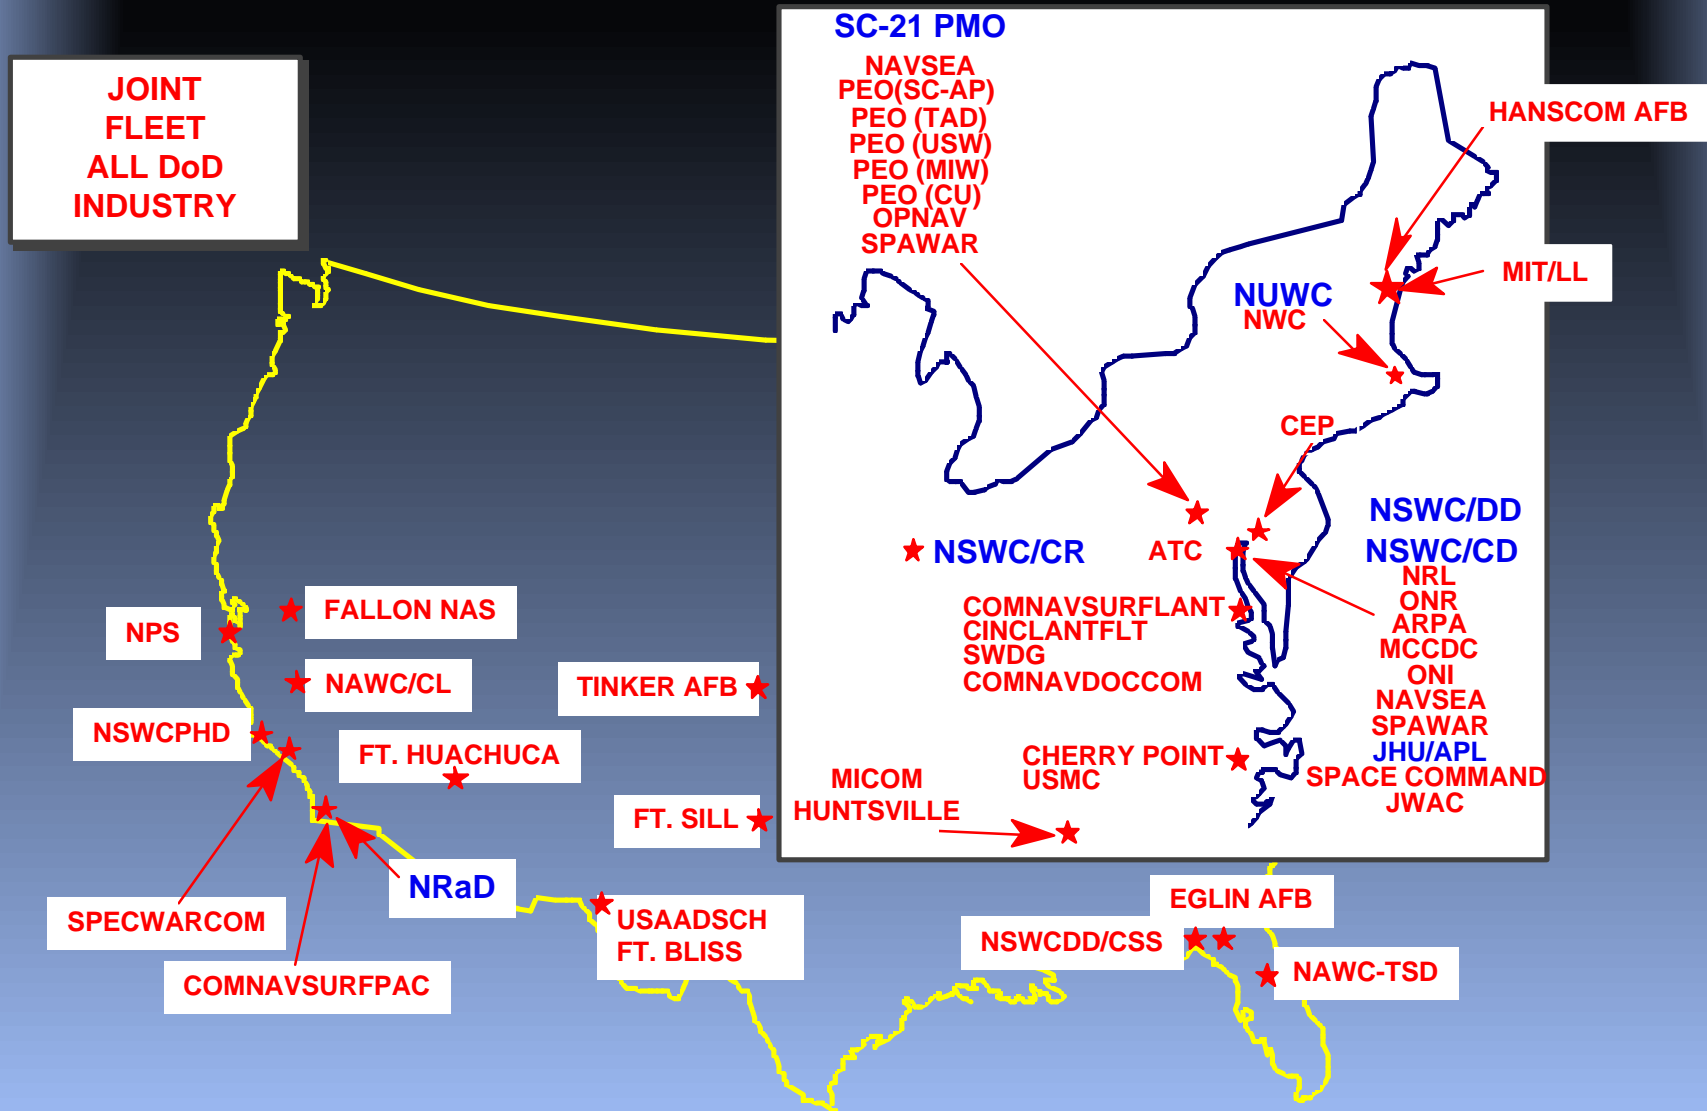 JOINT
FLEET
ALL DoD
INDUSTRY
SC-21 PMO
NAVSEA
PEO(SC-AP)
PEO (TAD)
PEO (USW)
PEO (MIW)
PEO (CU)
OPNAV
SPAWAR
HANSCOM AFB
MIT/LL
NUWC
NWC
CEP
NSWC/DD
NSWC/CD
NRL
ONR
ARPA
MCCDC
ONI
NAVSEA
SPAWAR
JHU/APL
SPACE COMMAND
JWAC
NSWC/CR
ATC
COMNAVSURFLANT
CINCLANTFLT
SWDG
COMNAVDOCCOM
CHERRY POINT
USMC
MICOM
HUNTSVILLE
FALLON NAS
NPS
NAWC/CL
TINKER AFB
NSWCPHD
FT. HUACHUCA
FT. SILL
NRaD
SPECWARCOM
COMNAVSURFPAC
USAADSCH
FT. BLISS
EGLIN AFB
NSWCDD/CSS
NAWC-TSD